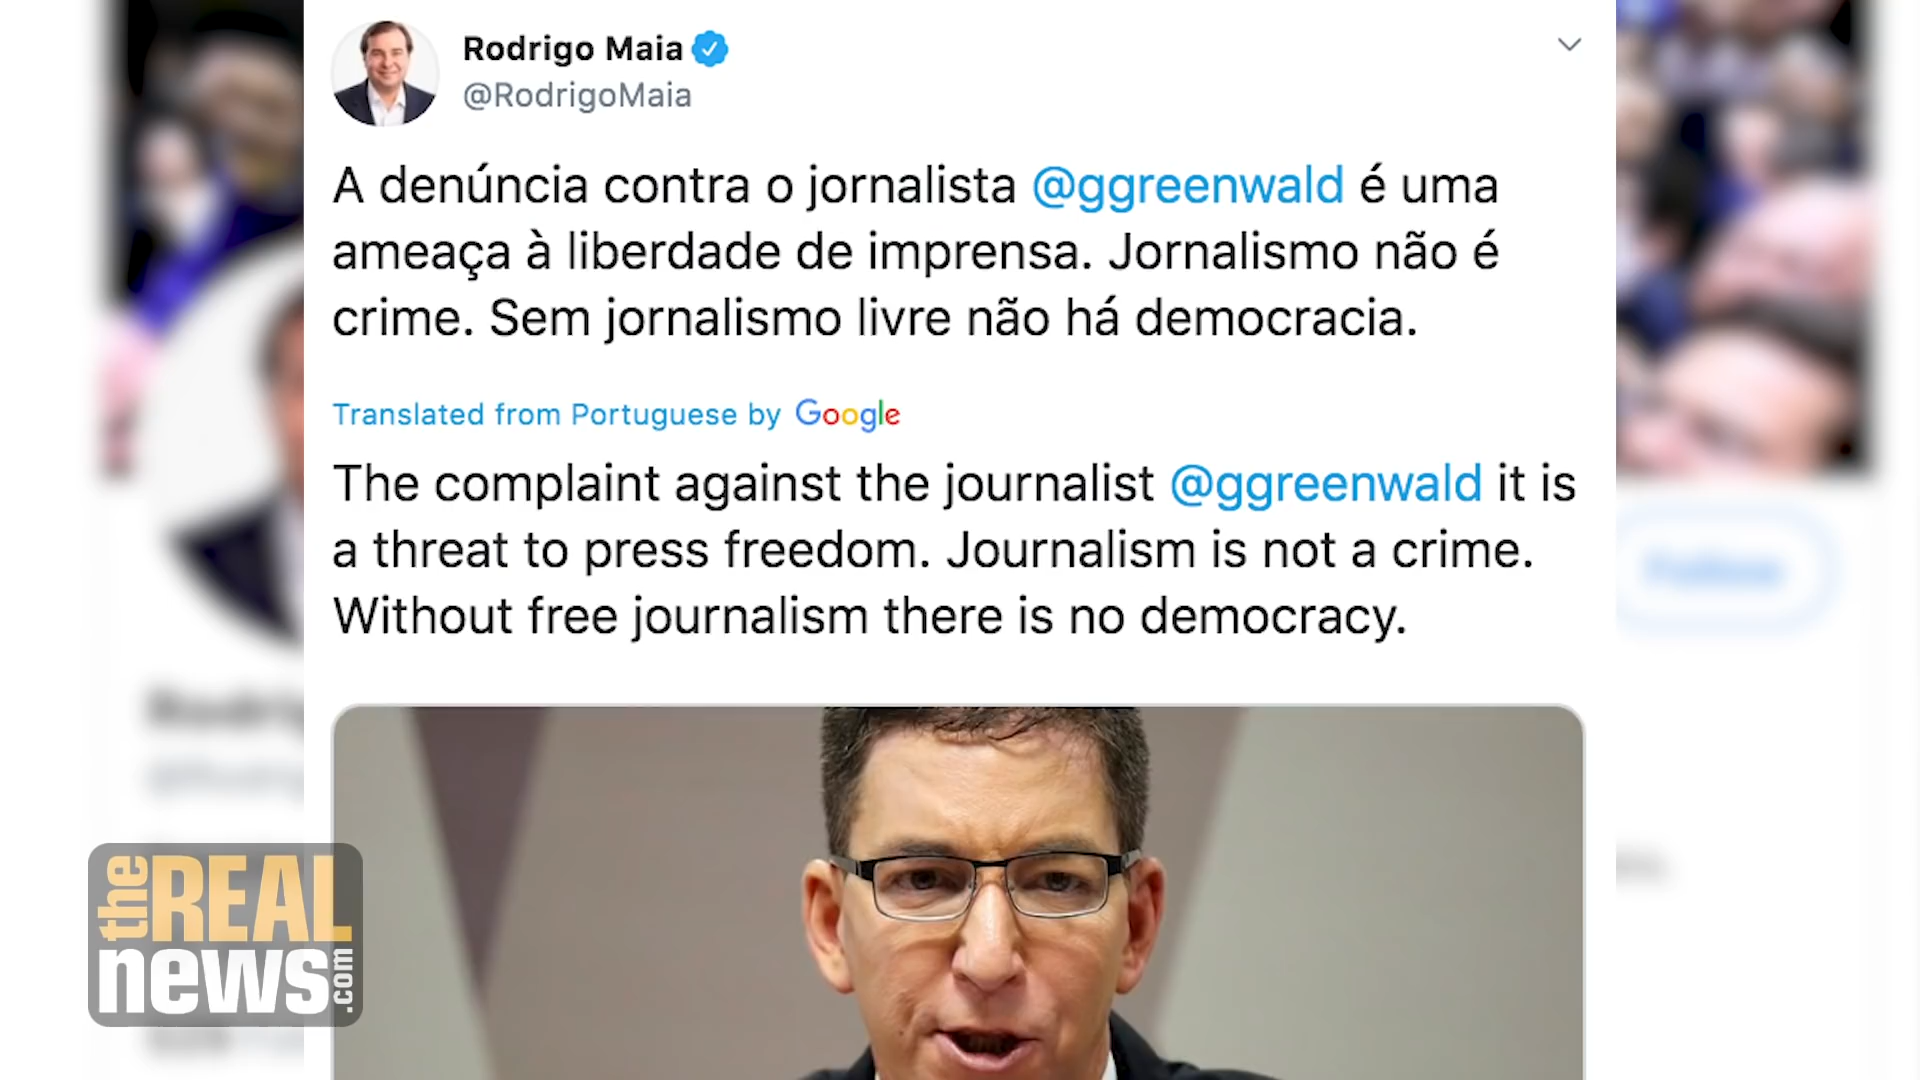 Rodrigo Maia
@RodrigoMaia
A denúncia contra o jornalista @ggreenwald é uma
ameaça à liberdade de imprensa. Jornalismo não é
crime. Sem jornalismo livre não há democracia.
Translated from Portuguese by Google
The complaint against the journalist @ggreenwald it is
a threat to press freedom. Journalism is not a crime.
Without free journalism there is no democracy.
Follow
the REAL
news.com